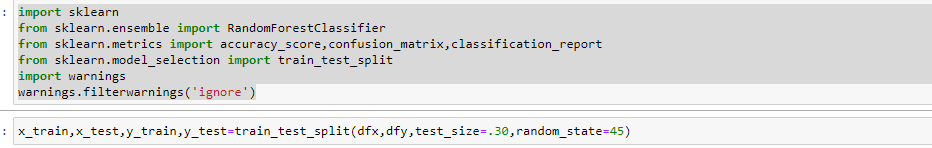 :
import sklearn
from sklearn.ensemble import RandomForestClassifier
from sklearn.metrics import accuracy_score,confusion_matrix,classification_report
from sklearn.model_selection import train_test_split
import warnings
warnings.filterwarnings('ignore')
:
x_train,x_test,y_train,y_test=train_test_split(dfx,dfy,test_size=.30,random_state=45)